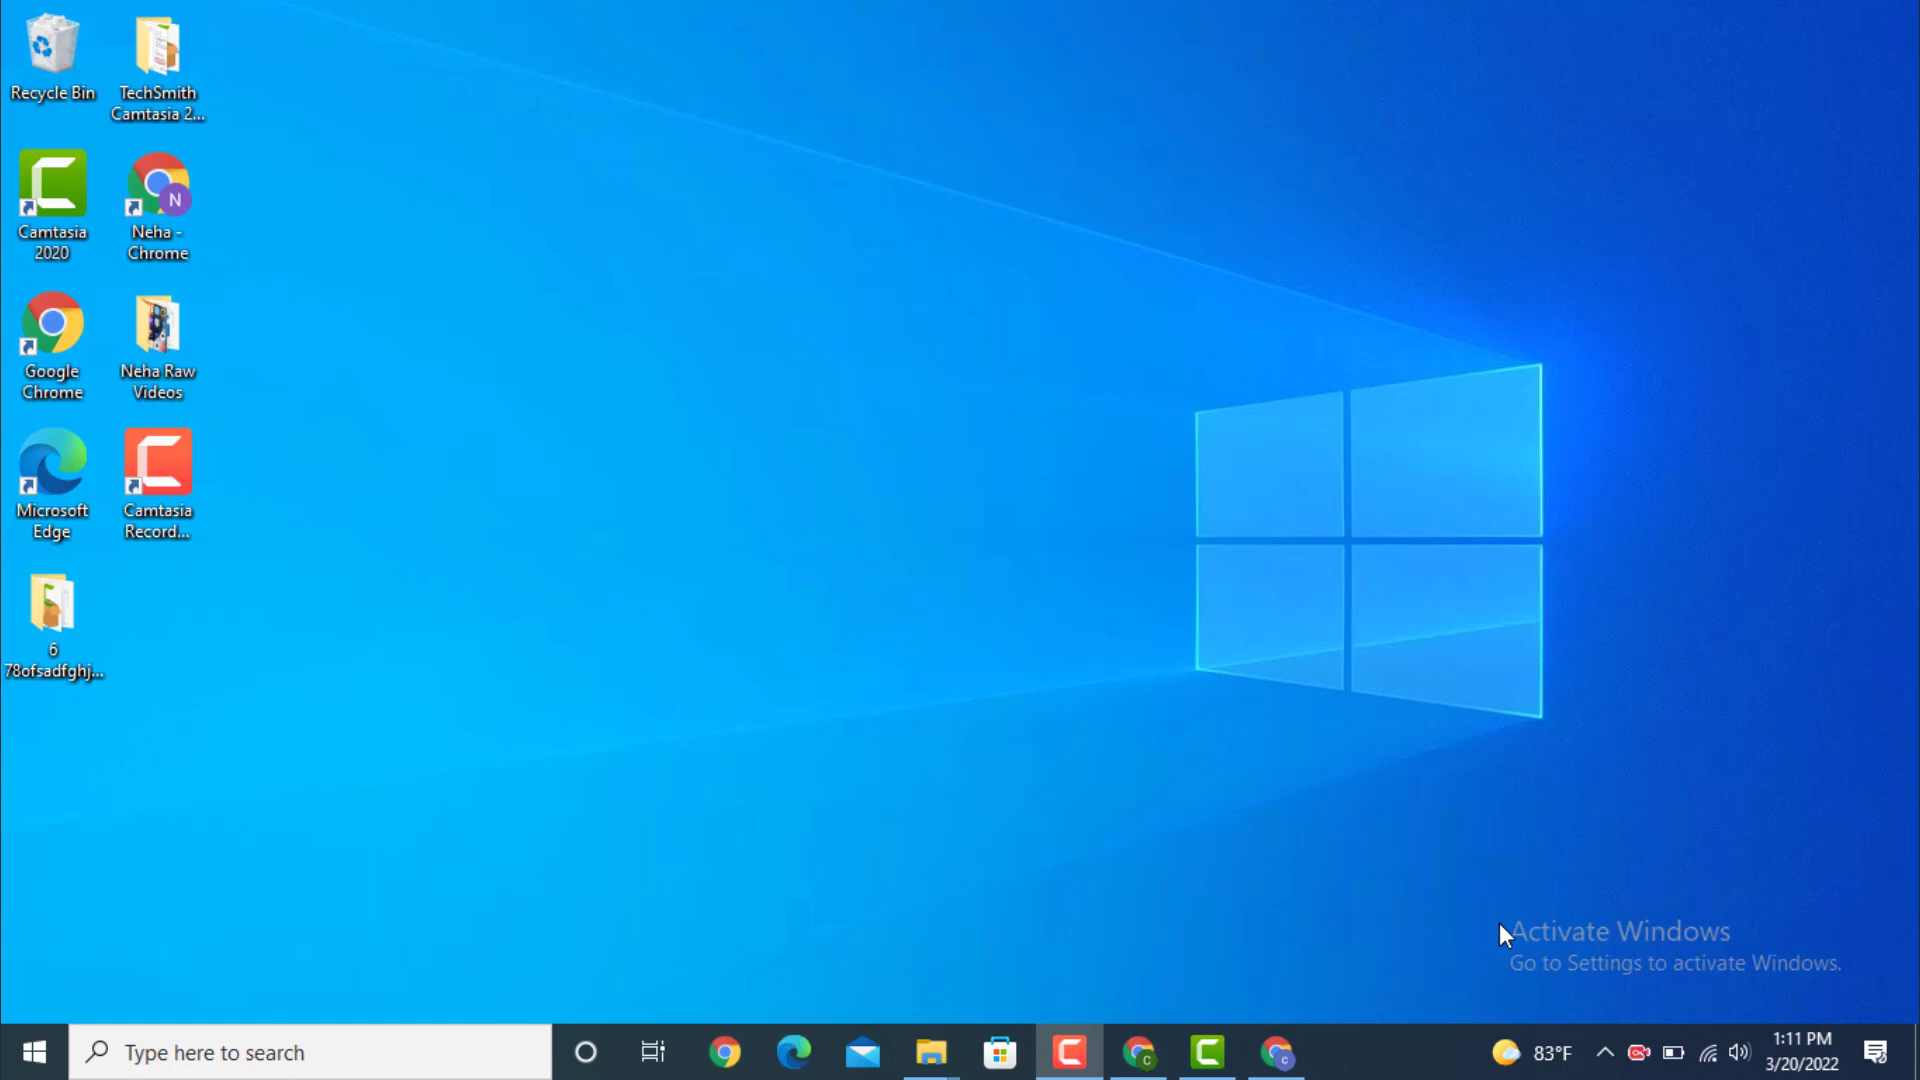 Recycle Bin
TechSmith
Camtasia 2...
Camtasia
2020
N
Neha -
Chrome
Google
Chrome
Neha Raw
Videos
Microsoft
Edge
Camtasia
Record...
6
78ofsadfghj...
Activate Windows
Go to Settings to activate Windows.
Type here to search
C
C
83°F
1:11 PM
3/20/2022